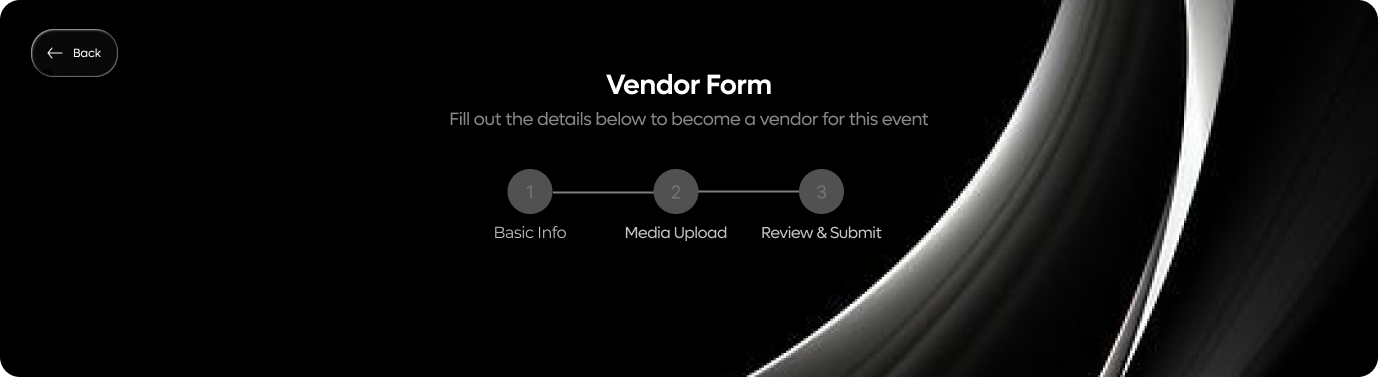 Back
Vendor Form
Fill out the details below to become a vendor for this event
1 2 3
Basic Info Media Upload Review & Submit